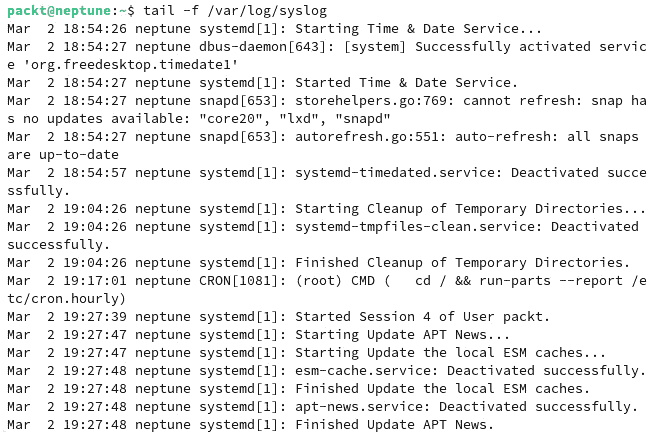 packt@neptune:~$ tail -f /var/log/syslog
Mar  2 18:54:26 neptune systemd[1]: Starting Time & Date Service...
Mar  2 18:54:27 neptune dbus-daemon[643]: [system] Successfully activated servic
e 'org.freedesktop.timedate1'
Mar  2 18:54:27 neptune systemd[1]: Started Time & Date Service.
Mar  2 18:54:27 neptune snapd[653]: storehelpers.go:769: cannot refresh: snap ha
s no updates available: "core20", "lxd", "snapd"
Mar  2 18:54:27 neptune snapd[653]: autorefresh.go:551: auto-refresh: all snaps
are up-to-date
Mar  2 18:54:57 neptune systemd[1]: systemd-timedated.service: Deactivated succe
ssfully.
Mar  2 19:04:26 neptune systemd[1]: Starting Cleanup of Temporary Directories...
Mar  2 19:04:26 neptune systemd[1]: systemd-tmpfiles-clean.service: Deactivated
successfully.
Mar  2 19:04:26 neptune systemd[1]: Finished Cleanup of Temporary Directories.
Mar  2 19:17:01 neptune CRON[1081]: (root) CMD (   cd / && run-parts --report /e
tc/cron.hourly)
Mar  2 19:27:39 neptune systemd[1]: Started Session 4 of User packt.
Mar  2 19:27:47 neptune systemd[1]: Starting Update APT News...
Mar  2 19:27:47 neptune systemd[1]: Starting Update the local ESM caches...
Mar  2 19:27:48 neptune systemd[1]: esm-cache.service: Deactivated successfully.
Mar  2 19:27:48 neptune systemd[1]: Finished Update the local ESM caches.
Mar  2 19:27:48 neptune systemd[1]: apt-news.service: Deactivated successfully.
Mar  2 19:27:48 neptune systemd[1]: Finished Update APT News.